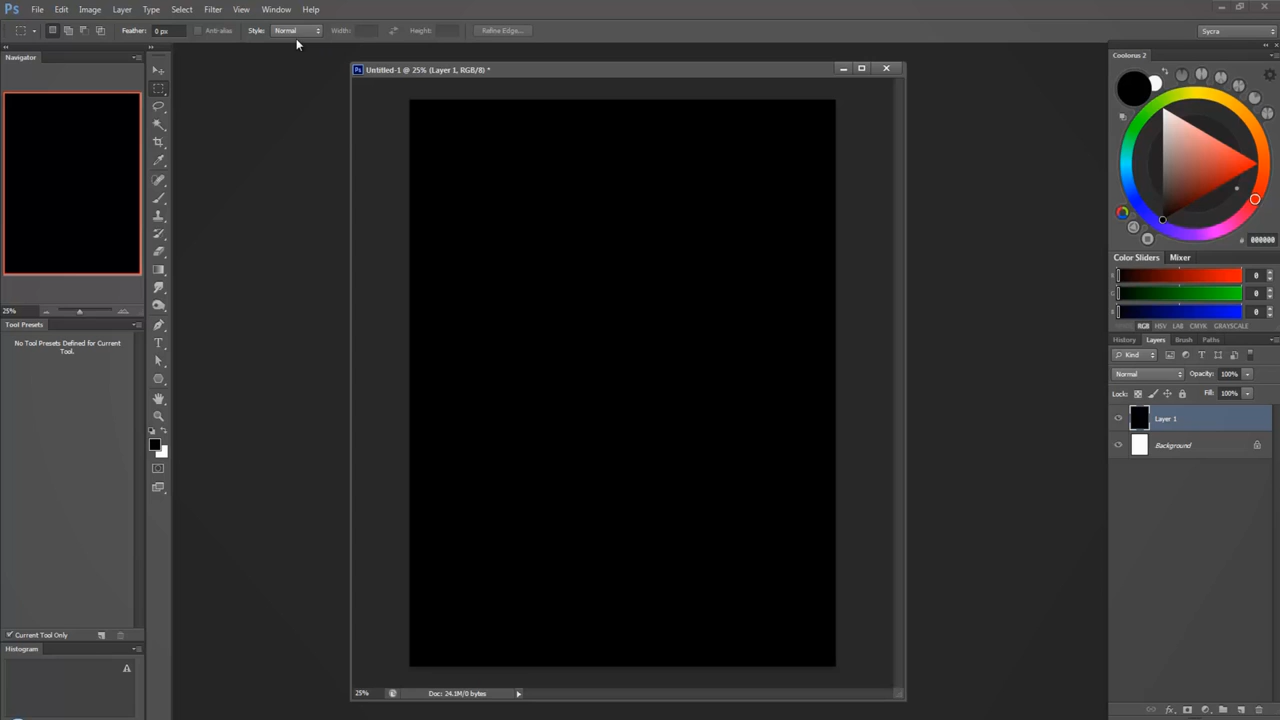 Ps File Edit Image Layer Type Select Filter View Window Help
Feather: 0 px Anti-alias Style: Normal Width: Height: Refine Edge... Sycra
Navigator
25%
Tool Presets
No Tool Presets Defined for Current
Tool.
Current Tool Only
Histogram
Ps Untitled-1 @ 25% (Layer 1, RGB/8) *
25% Doc: 24.1M/0 bytes
Coolorus 2
# 000000
Color Sliders Mixer
0
0
0
RGB HSV LAB CMYK GRAYSCALE
History Layers Brush Paths
Kind
Normal Opacity: 100%
Lock: Fill: 100%
Layer 1
Background